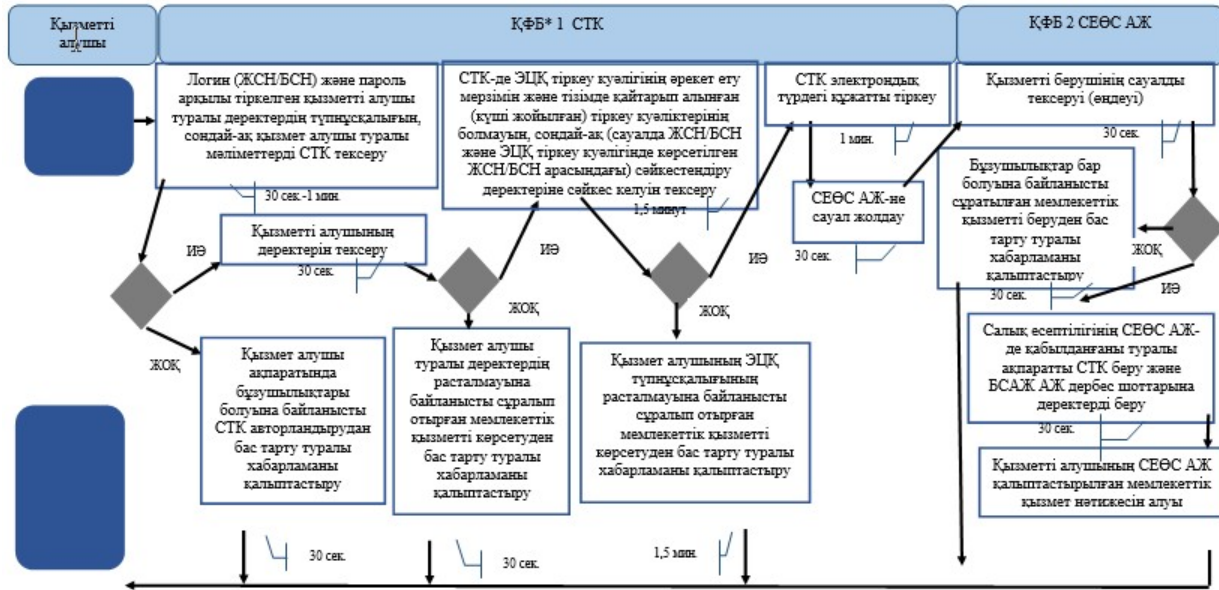 Қызметті
алушы
ҚФБ* 1 СТК
ҚФБ 2 СЕӨС АЖ
Логин (ЖСН/БСН) және пароль
арқылы тіркелген қызметті алушы
туралы деректердің түпнұсқалығын,
сондай-ақ қызмет алушы туралы
мәліметтерді СТК тексеру
30 сек.-1 мин.
СТК-де ЭЦҚ тіркеу куәлігінің әрекет ету
мерзімін және тізімде қайтарып алынған
(күші жойылған) тіркеу куәліктерінің
болмауын, сондай-ақ (сауалда ЖСН/БСН
және ЭЦҚ тіркеу куәлігінде көрсетілген
ЖСН/БСН арасындағы) сәйкестендіру
деректеріне сәйкес келуін тексеру
1,5 минут
СТК электрондық
түрдегі құжатты тіркеу
1 мин.
Қызметті берушінің сауалды
тексеруі (өңдеуі)
30 сек.
СЕӨС АЖ-не
сауал жолдау
30 сек.
Бұзушылықтар бар
болуына байланысты
сұратылған мемлекеттік
қызметті беруден бас
тарту туралы
хабарламаны
қалыптастыру
30 сек.
ЖОҚ
ИӘ
Қызметті алушының
деректерін тексеру
30 сек.
ИӘ
ИӘ
ИӘ
ЖОҚ
ЖОҚ
ЖОҚ
Қызмет алушы
ақпаратында
бұзушылықтары
болуына байланысты
СТК авторландырудан
бас тарту туралы
хабарламаны
қалыптастыру
30 сек.
Қызмет алушы
туралы деректердің
расталмауына
байланысты сұралып
отырған мемлекеттік
қызметті көрсетуден
бас тарту туралы
хабарламаны
қалыптастыру
30 сек.
Қызмет алушының ЭЦҚ
түпнұсқалығының
расталмауына байланысты
сұралып отырған
мемлекеттік қызметті
көрсетуден бас тарту туралы
хабарламаны қалыптастыру
1,5 мин.
Салық есептілігінің СЕӨС АЖ-
де қабылданғаны туралы
ақпаратты СТК беру және
БСАЖ АЖ дербес шоттарына
деректерді беру
30 сек.
Қызметті алушының СЕӨС АЖ
қалыптастырылған мемлекеттік
қызмет нәтижесін алуы